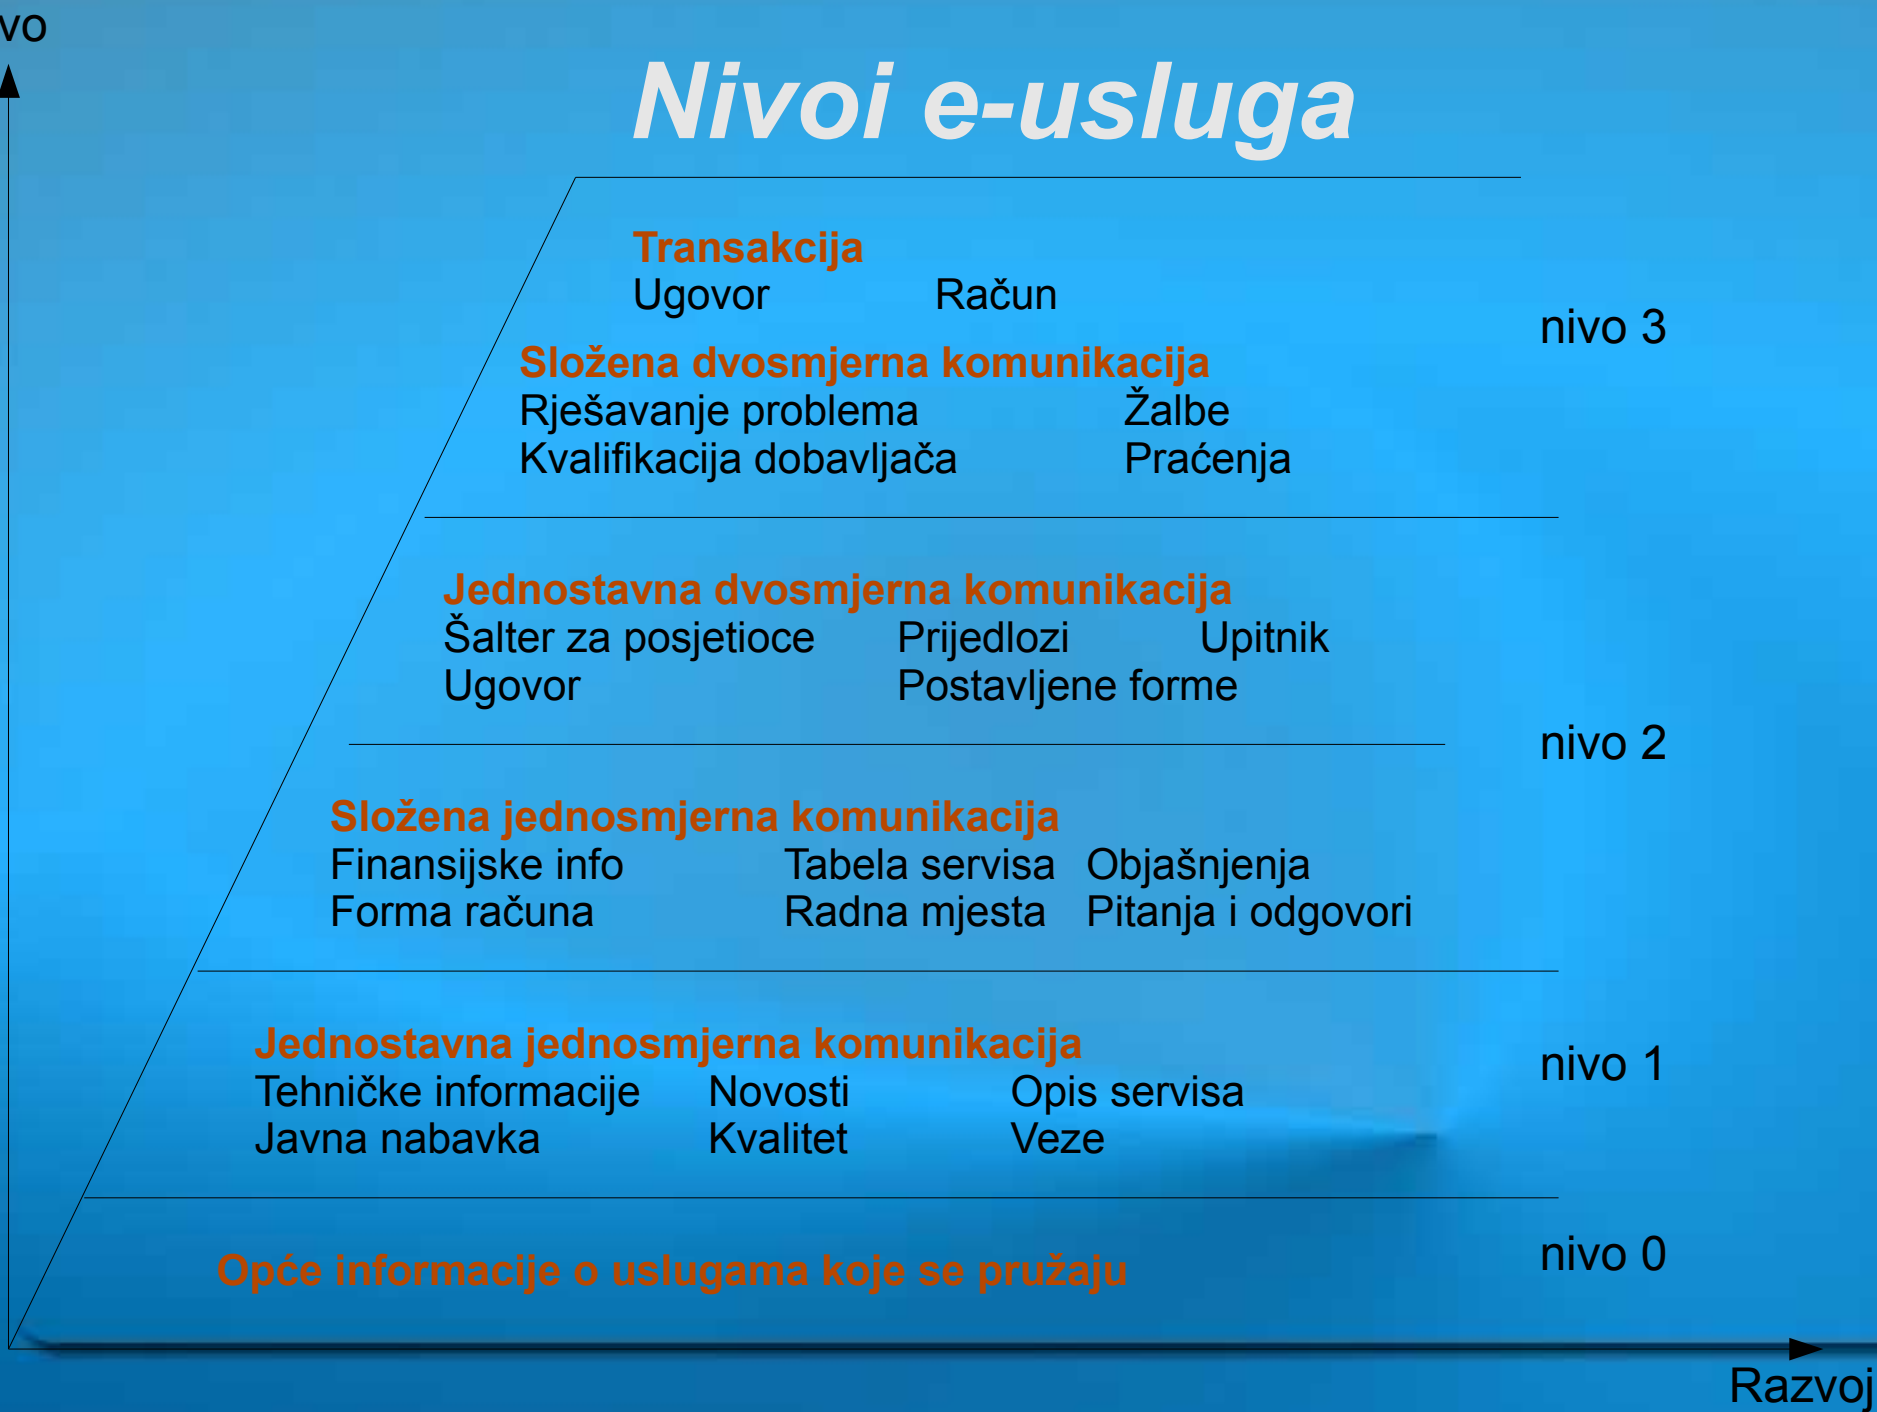 vo
Nivoi e-usluga
Transakcija
Ugovor Račun
nivo 3
Složena dvosmjerna komunikacija
Rješavanje problema Žalbe
Kvalifikacija dobavljača Praćenja
Jednostavna dvosmjerna komunikacija
Šalter za posjetioce Prijedlozi Upitnik
Ugovor Postavljene forme
nivo 2
Složena jednosmjerna komunikacija
Finansijske info Tabela servisa Objašnjenja
Forma računa Radna mjesta Pitanja i odgovori
Jednostavna jednosmjerna komunikacija
nivo 1
Tehničke informacije Novosti Opis servisa
Javna nabavka Kvalitet Veze
nivo 0
Opće informacije o uslugama koje se pružaju
Razvoj